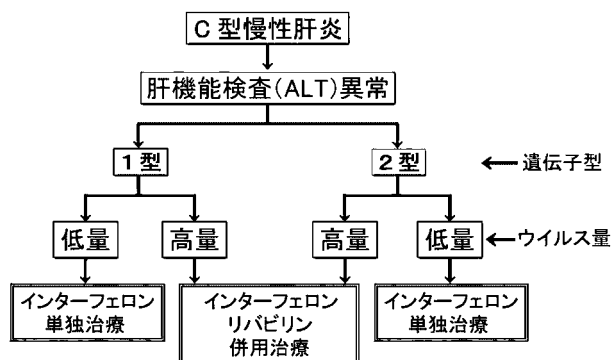 C型慢性肝炎
肝機能検査(ALT)異常
1型
2型
遺伝子型
低量
高量
高量
低量
ウイルス量
インターフェロン
単独治療
インターフェロン
リバビリン
併用治療
インターフェロン
単独治療